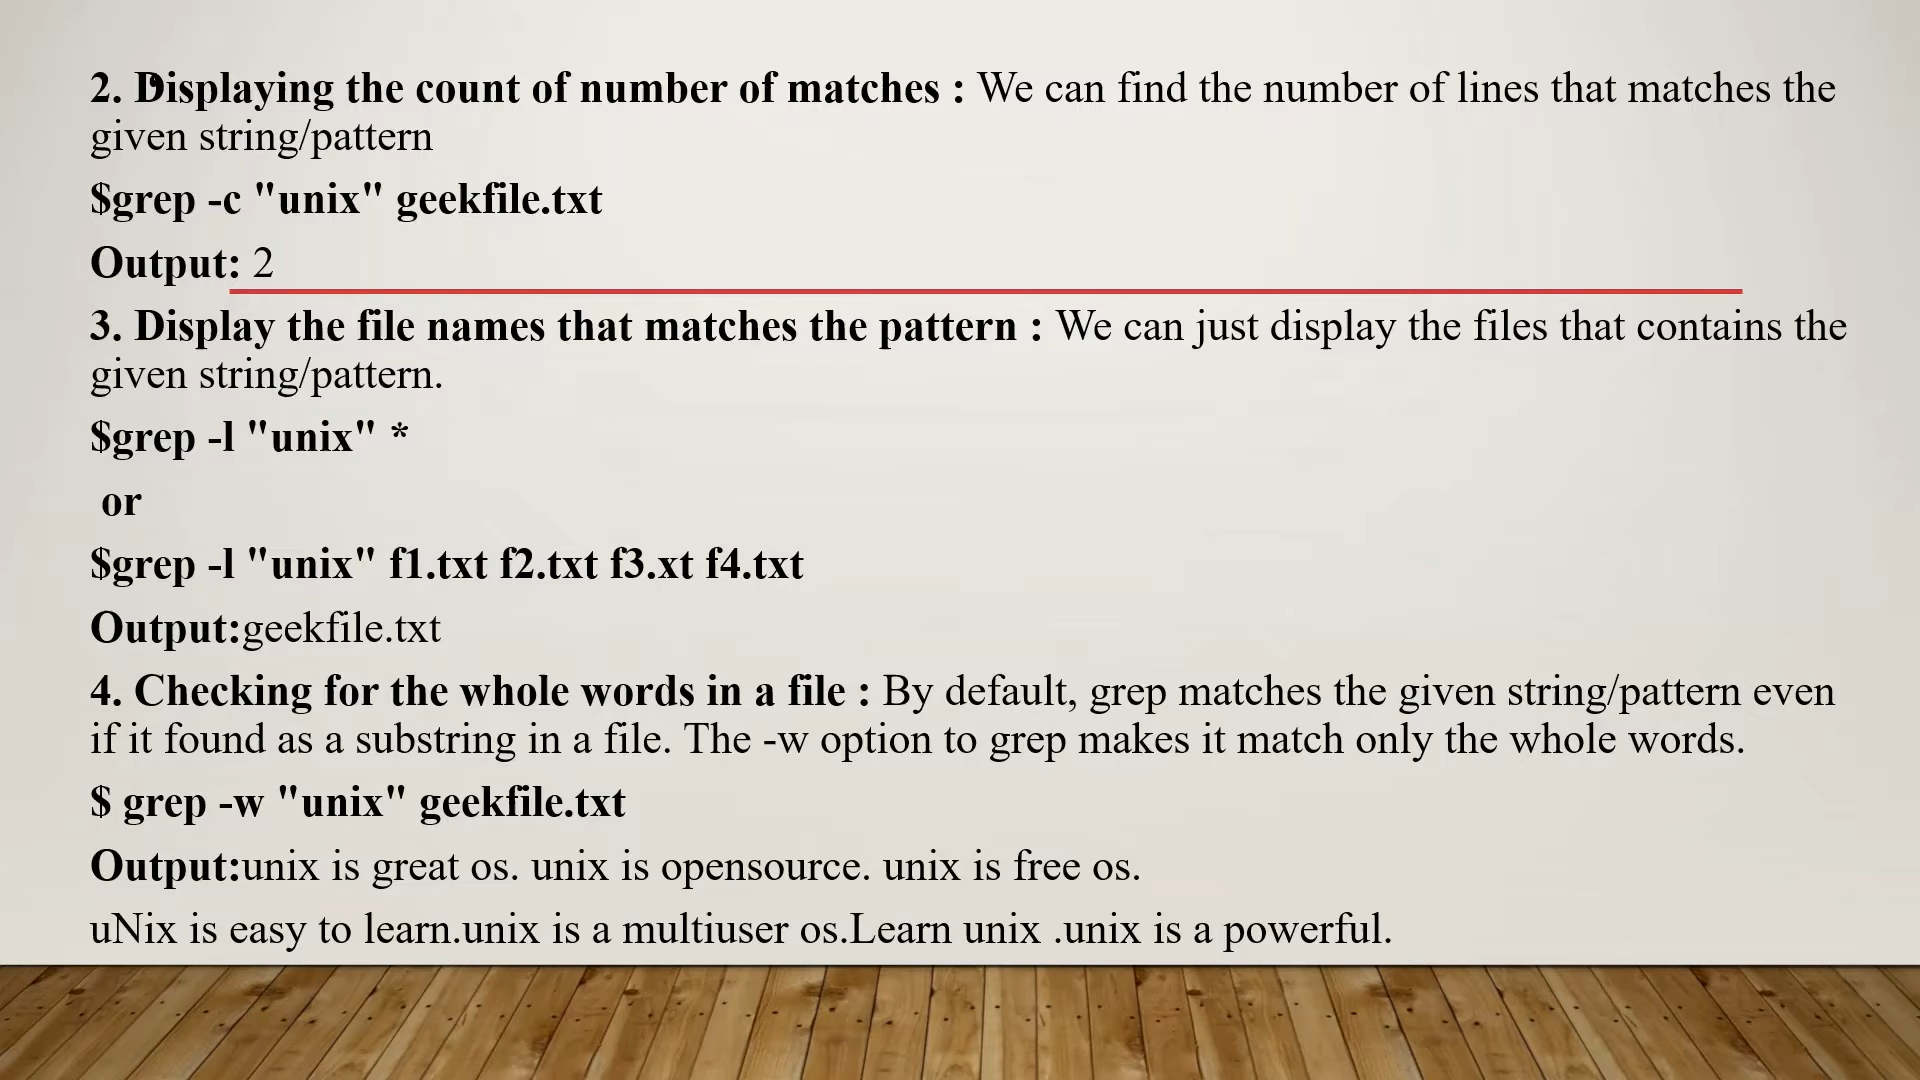 2. Displaying the count of number of matches : We can find the number of lines that matches the
given string/pattern
$grep -c "unix" geekfile.txt
Output: 2
3. Display the file names that matches the pattern : We can just display the files that contains the
given string/pattern.
$grep -l "unix" *
or
$grep -l "unix" f1.txt f2.txt f3.xt f4.txt
Output:geekfile.txt
4. Checking for the whole words in a file : By default, grep matches the given string/pattern even
if it found as a substring in a file. The -w option to grep makes it match only the whole words.
$ grep -w "unix" geekfile.txt
Output:unix is great os. unix is opensource. unix is free os.
uNix is easy to learn.unix is a multiuser os.Learn unix .unix is a powerful.